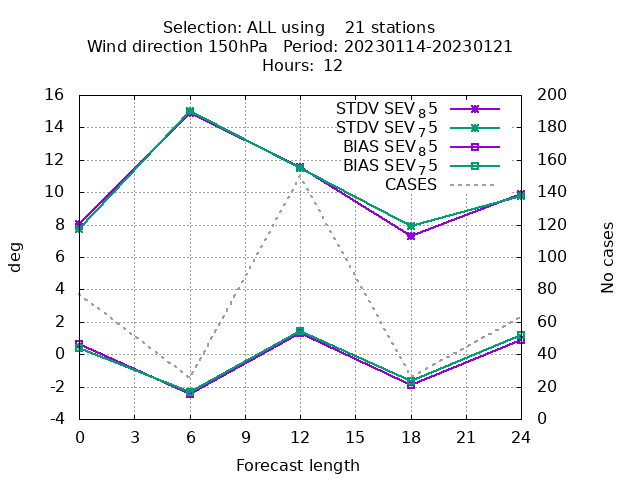 Selection: ALL using    21 stations
Wind direction 150hPa   Period: 20230114-20230121
Hours:  12
deg
16
14
12
10
8
6
4
2
0
-2
-4
STDV SEV₈5
STDV SEV₇5
BIAS SEV₈5
BIAS SEV₇5
CASES
200
180
160
140
120
100
80
60
40
20
0
No cases
0 3 6 9 12 15 18 21 24
Forecast length